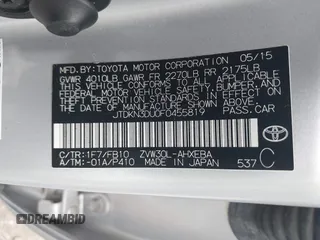 MFD. BY: TOYOTA MOTOR CORPORATION 05/15
GVWR 4010LB GAWR FR 2270LB RR 2175LB
THIS VEHICLE CONFORMS TO ALL APPLICABLE
FEDERAL MOTOR VEHICLE SAFETY, BUMPER, AND
THEFT PREVENTION STANDARDS IN EFFECT ON THE
DATE OF MANUFACTURE SHOWN ABOVE.
JTDKN3DU0F0455819 PASS. CAR
C/TR:1F7/FB10 ZVW30L-AHXEBA
A/TM:-01A/P410 MADE IN JAPAN 537 C
TOYOTA
DAMAGEBID